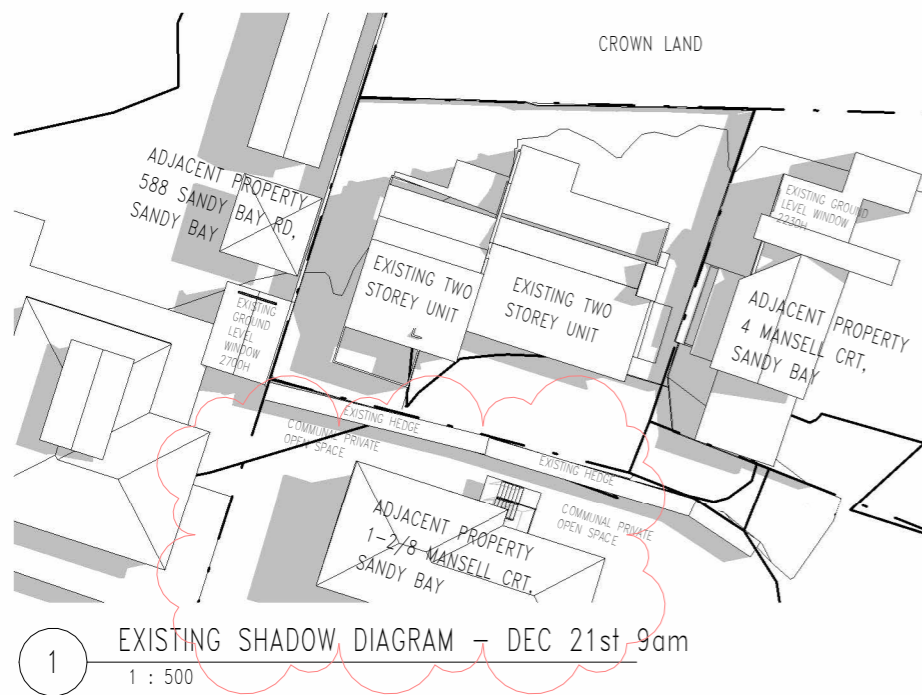 CROWN LAND
ADJACENT PROPERTY
588 SANDY BAY RD,
SANDY BAY
EXISTING GROUND
LEVEL WINDOW
2230H
EXISTING TWO
STOREY UNIT
EXISTING TWO
STOREY UNIT
ADJACENT PROPERTY
4 MANSELL CRT,
SANDY BAY
EXISTING
GROUND
LEVEL
WINDOW
2700H
EXISTING HEDGE
COMMUNAL PRIVATE
OPEN SPACE
EXISTING HEDGE
COMMUNAL PRIVATE
OPEN SPACE
ADJACENT PROPERTY
1-2/8 MANSELL CRT,
SANDY BAY
1
EXISTING SHADOW DIAGRAM - DEC 21st 9am
1 : 500